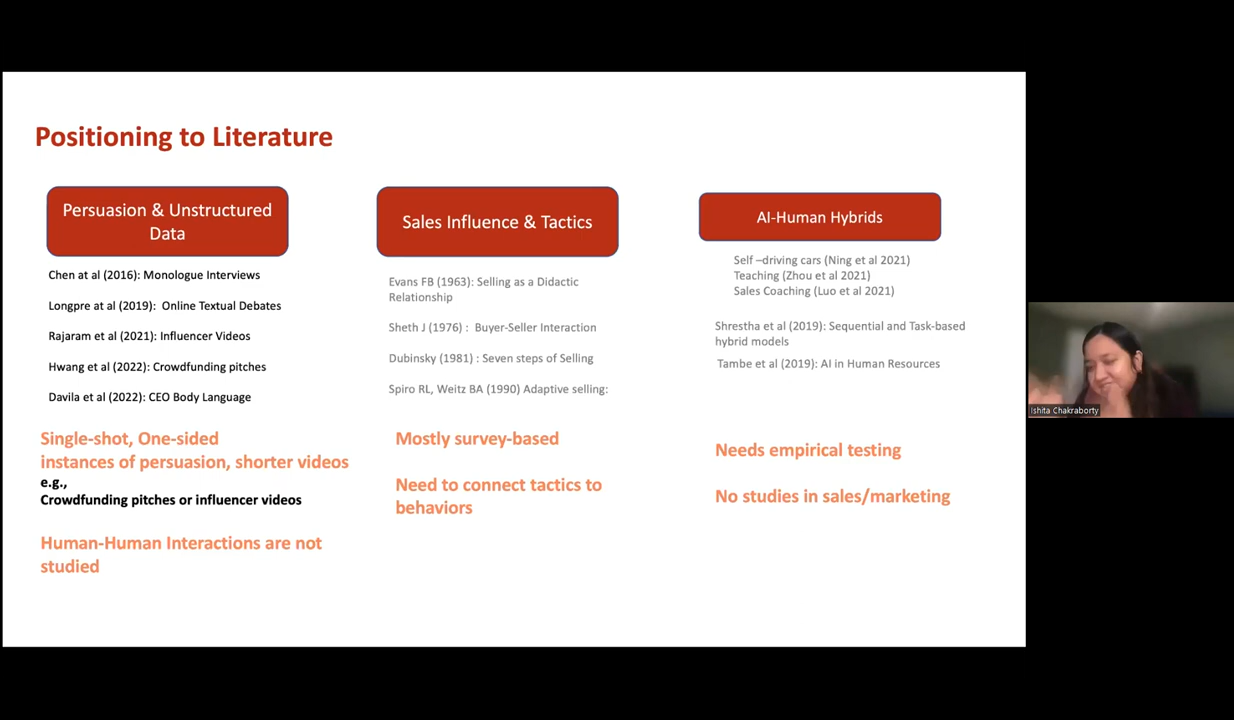 Positioning to Literature
Persuasion & Unstructured
Data
Chen at al (2016): Monologue Interviews
Longpre at al (2019):  Online Textual Debates
Rajaram et al (2021): Influencer Videos
Hwang et al (2022): Crowdfunding pitches
Davila et al (2022): CEO Body Language
Single-shot, One-sided
instances of persuasion, shorter videos
e.g.,
Crowdfunding pitches or influencer videos
Human-Human Interactions are not
studied
Sales Influence & Tactics
Evans FB (1963): Selling as a Didactic
Relationship
Sheth J (1976) :  Buyer-Seller Interaction
Dubinsky (1981) : Seven steps of Selling
Spiro RL, Weitz BA (1990) Adaptive selling:
Mostly survey-based
Need to connect tactics to
behaviors
AI-Human Hybrids
Self –driving cars (Ning et al 2021)
Teaching (Zhou et al 2021)
Sales Coaching (Luo et al 2021)
Shrestha et al (2019): Sequential and Task-based
hybrid models
Tambe et al (2019): AI in Human Resources
Needs empirical testing
No studies in sales/marketing
Ishita Chakraborty